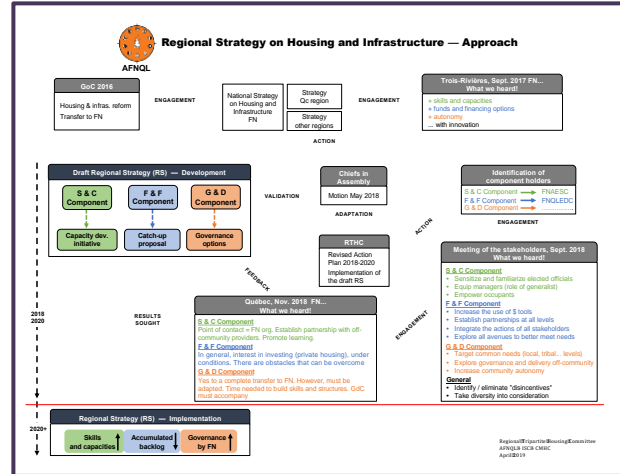 Regional Strategy on Housing and Infrastructure — Approach
AFNQL
GoC 2016
Housing & infras. reform
Transfer to FN
ENGAGEMENT
National Strategy
on Housing and
Infrastructure
FN
Strategy
Qc region
Strategy
other regions
ENGAGEMENT
Trois-Rivières, Sept. 2017 FN...
What we heard!
+ skills and capacities
+ funds and financing options
+ autonomy
... with innovation
ACTION
Draft Regional Strategy (RS) — Development
S & C
Component
F & F
Component
G & D
Component
Capacity dev.
initiative
Catch-up
proposal
Governance
options
VALIDATION
Chiefs in
Assembly
Motion May 2018
ADAPTATION
Identification of
component holders
S & C Component FNAESC
F & F Component FNQLEDC
G & D Component ..............
ACTION
ENGAGEMENT
RTHC
Revised Action
Plan 2018-2020
Implementation of
the draft RS
FEEDBACK
ENGAGEMENT
Meeting of the stakeholders, Sept. 2018
What we heard!
S & C Component
• Sensitize and familiarize elected officials
• Equip managers (role of generalist)
• Empower occupants
F & F Component
• Increase the use of $ tools
• Establish partnerships at all levels
• Integrate the actions of all stakeholders
• Explore all avenues to better meet needs
G & D Component
• Target common needs (local, tribal... levels)
• Explore governance and delivery off-community
• Increase community autonomy
General
• Identify / eliminate "disincentives"
• Take diversity into consideration
2018
2020
RESULTS
SOUGHT
Québec, Nov. 2018 FN...
What we heard!
S & C Component
Point of contact = FN org. Establish partnership with off-
community providers. Promote learning.
F & F Component
In general, interest in investing (private housing), under
conditions. There are obstacles that can be overcome
G & D Component
Yes to a complete transfer to FN. However, must be
adapted. Time needed to build skills and structures. GdC
must accompany
2020+
Regional Strategy (RS) — Implementation
Skills
and capacities
Accumulated
backlog
Governance
by FN
Regional Tripartite Housing Committee
AFNQLB ISCB CMHC
April 2019